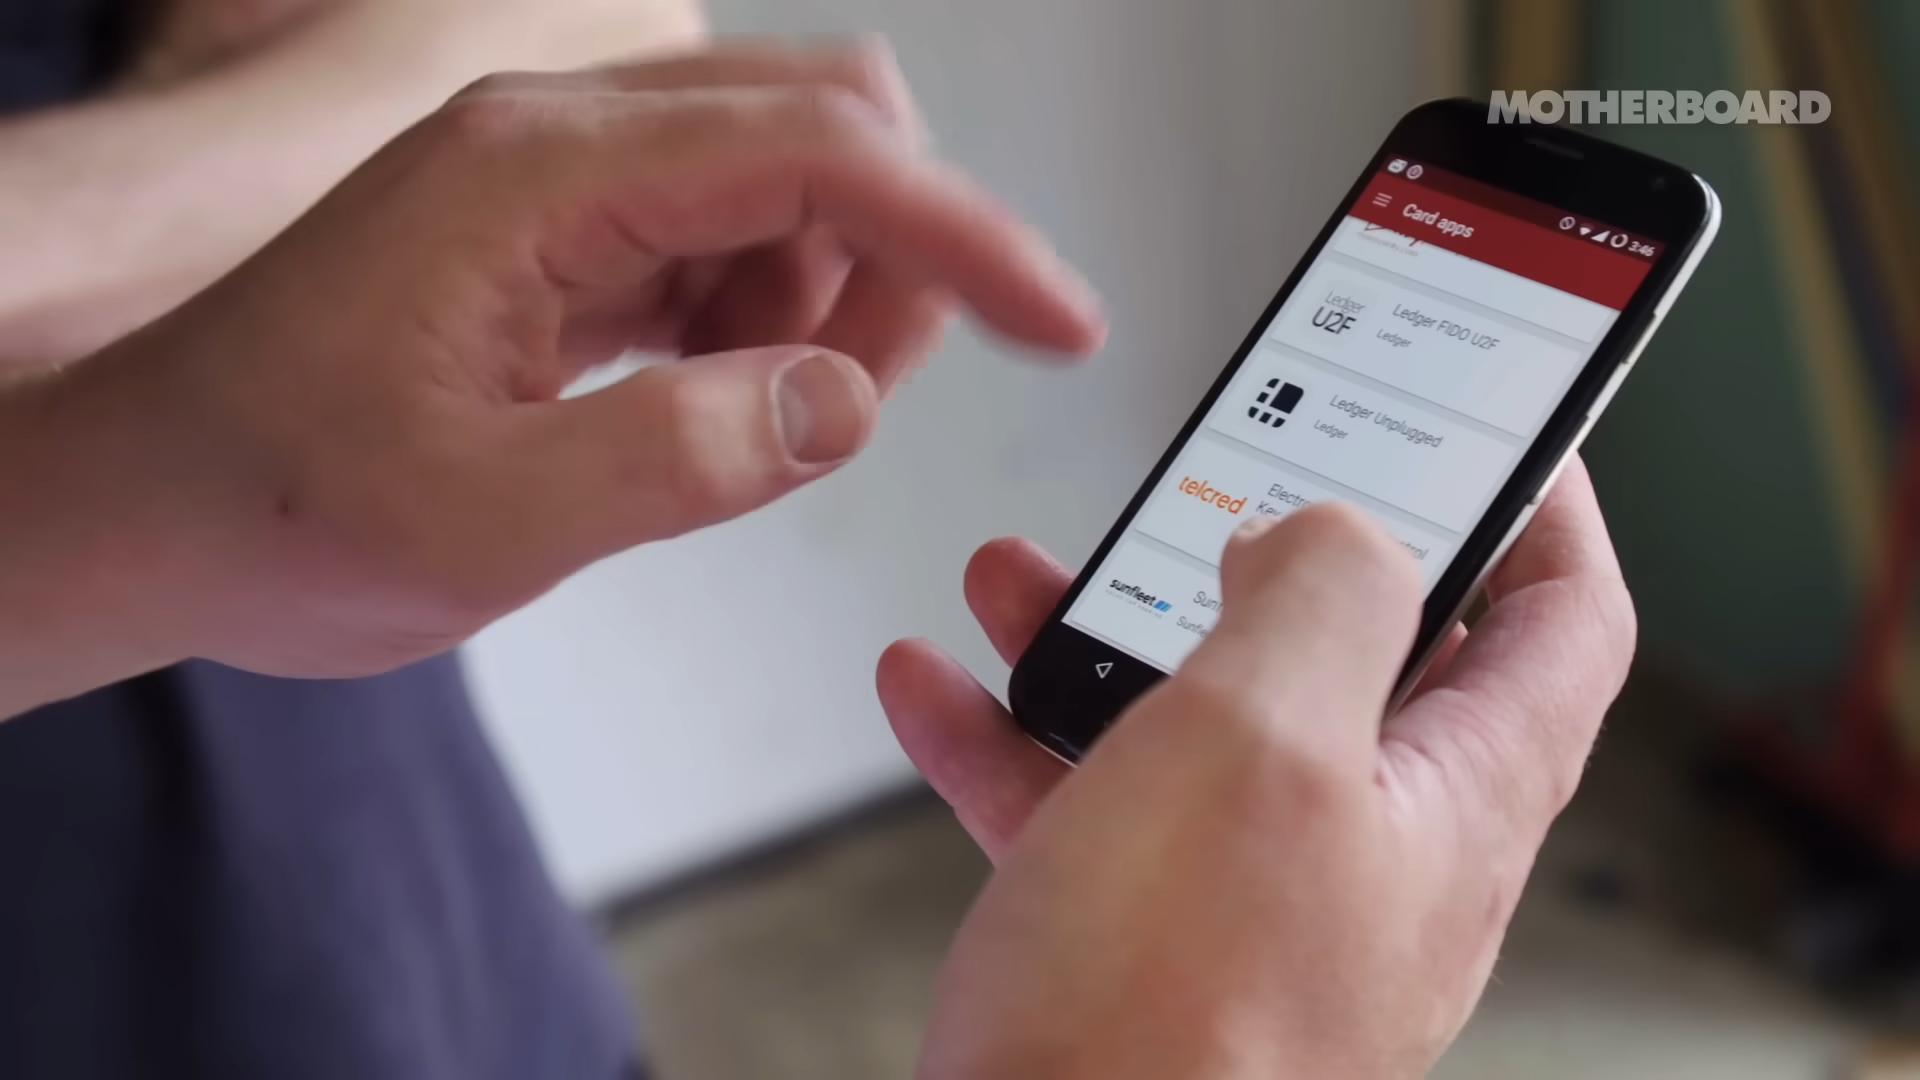 MOTHERBOARD
3:46
Card apps
Ledger
U2F
Ledger FIDO U2F
Ledger
Ledger Unplugged
Ledger
telcred
sunfleet